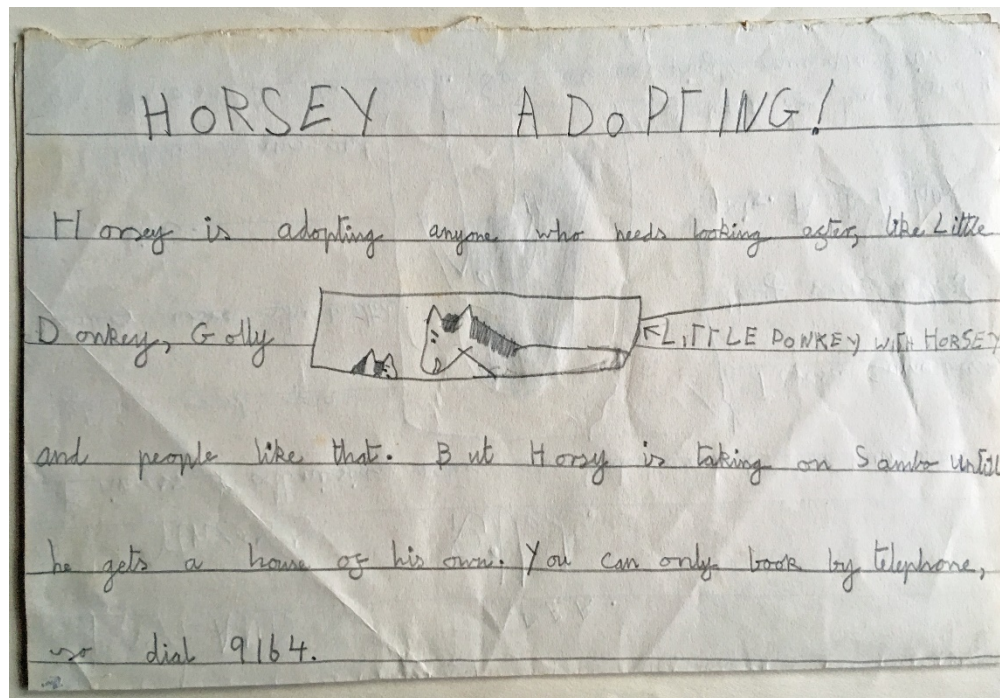 HORSEY ADOPTING!
Horsey is adopting anyone who needs looking after, like Little
Donkey, Golly
←LITTLE DONKEY WITH HORSEY
and people like that. But Horsy is taking on Sambo untill
he gets a house of his own. You can only book by telephone,
so dial 9164.